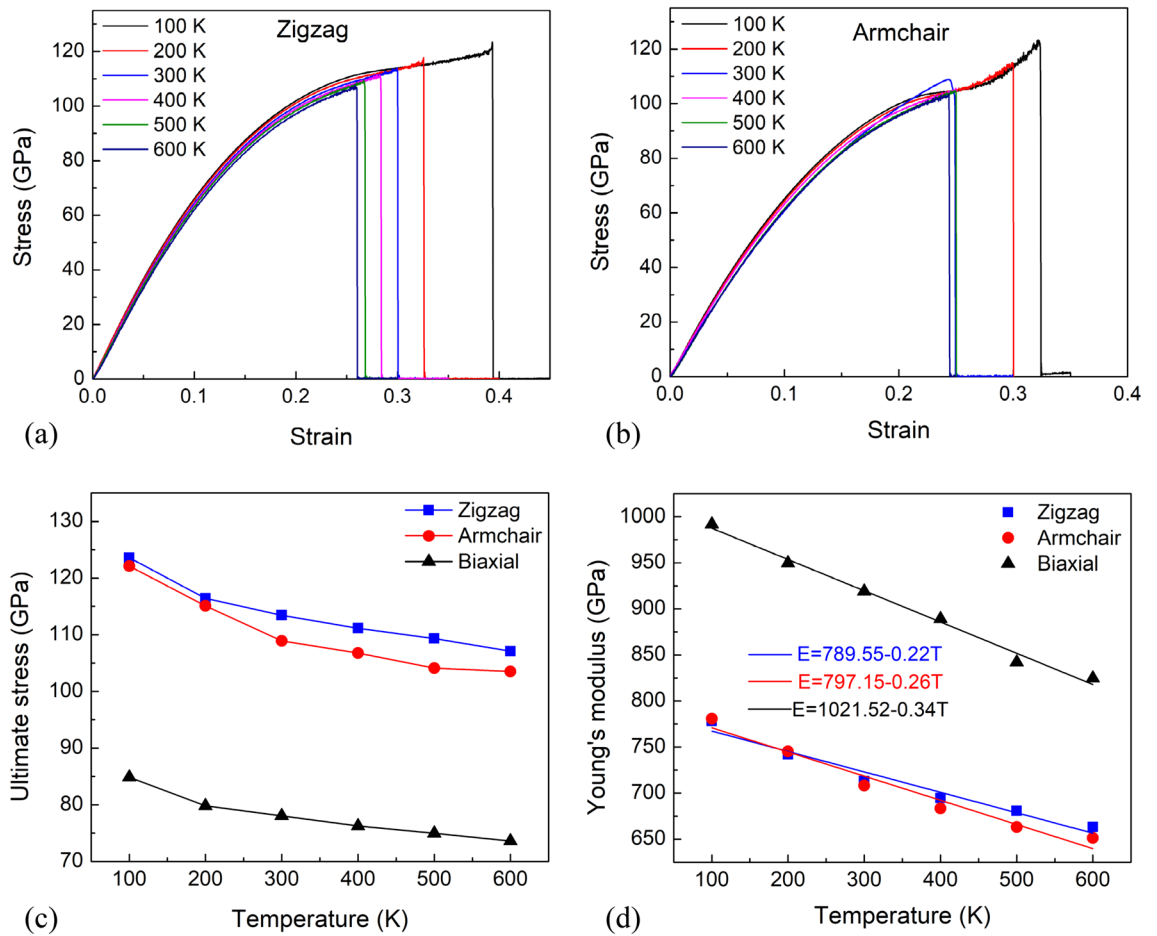 Zigzag
100 K
200 K
300 K
400 K
500 K
600 K
Stress (GPa)
120
100
80
60
40
20
0
0.0 0.1 0.2 0.3 0.4
Strain
(a)
Armchair
100 K
200 K
300 K
400 K
500 K
600 K
Stress (GPa)
120
100
80
60
40
20
0
0.0 0.1 0.2 0.3 0.4
Strain
(b)
Zigzag
Armchair
Biaxial
Ultimate stress (GPa)
130
120
110
100
90
80
70
100 200 300 400 500 600
Temperature (K)
(c)
Zigzag
Armchair
Biaxial
E=789.55-0.22T
E=797.15-0.26T
E=1021.52-0.34T
Young's modulus (GPa)
1000
950
900
850
800
750
700
650
100 200 300 400 500 600
Temperature (K)
(d)